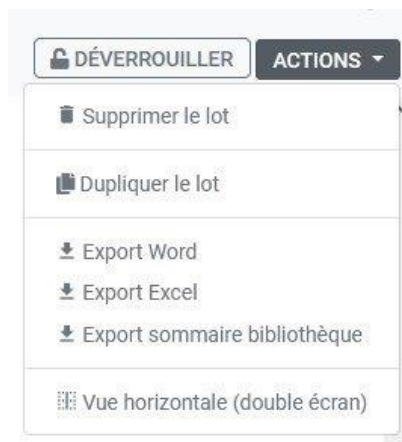 DÉVERROUILLER ACTIONS
Supprimer le lot
Dupliquer le lot
Export Word
Export Excel
Export sommaire bibliothèque
Vue horizontale (double écran)